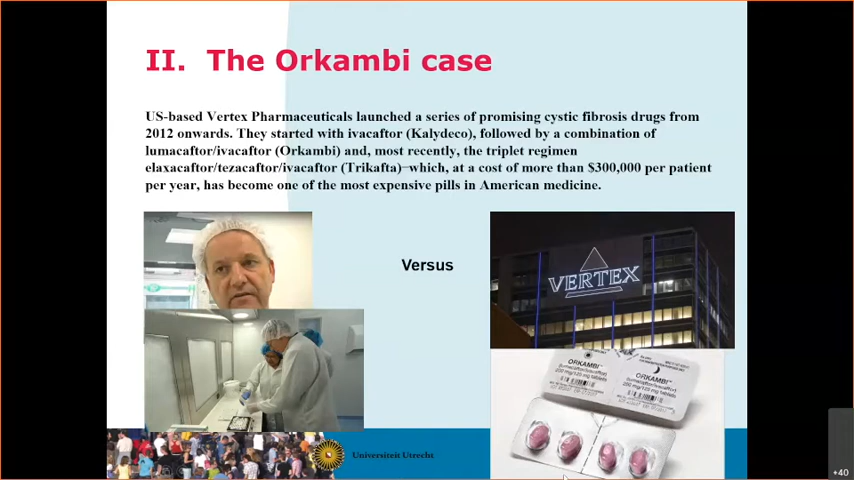 II. The Orkambi case
US-based Vertex Pharmaceuticals launched a series of promising cystic fibrosis drugs from
2012 onwards. They started with ivacaftor (Kalydeco), followed by a combination of
lumacaftor/ivacaftor (Orkambi) and, most recently, the triplet regimen
elaxacaftor/tezacaftor/ivacaftor (Trikafta)–which, at a cost of more than $300,000 per patient
per year, has become one of the most expensive pills in American medicine.
Versus
VERTEX
ORKAMBI
ORKAMBI
Universiteit Utrecht
+40